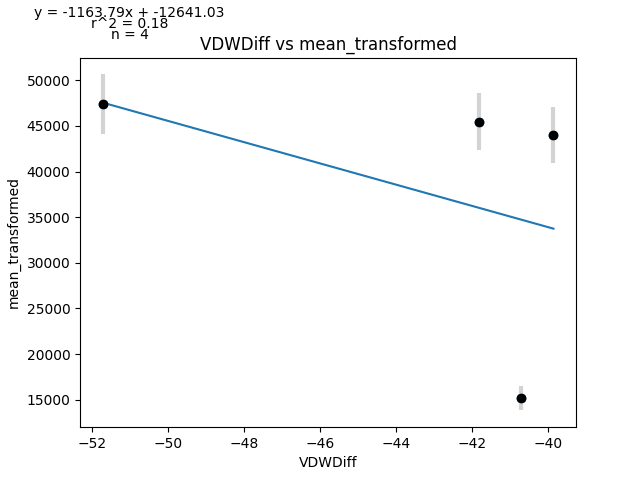 y = -1163.79x + -12641.03
r^2 = 0.18
n = 4
VDWDiff vs mean_transformed
50000
45000
40000
35000
30000
25000
20000
15000
mean_transformed
−52
−50
−48
−46
−44
−42
−40
VDWDiff